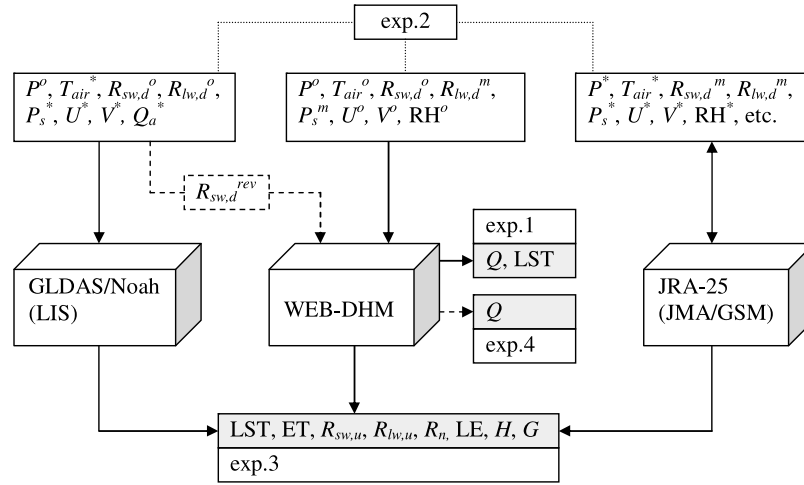 exp.2
P^o, T_air^*, R_sw,d^o, R_lw,d^o,
P_s^*, U^*, V^*, Q_a^*
P^o, T_air^o, R_sw,d^o, R_lw,d^m,
P_s^m, U^o, V^o, RH^o
P^*, T_air^*, R_sw,d^m, R_lw,d^m,
P_s^*, U^*, V^*, RH^*, etc.
R_sw,d^rev
GLDAS/Noah
(LIS)
WEB-DHM
exp.1
Q, LST
Q
exp.4
JRA-25
(JMA/GSM)
LST, ET, R_sw,u, R_lw,u, R_n, LE, H, G
exp.3